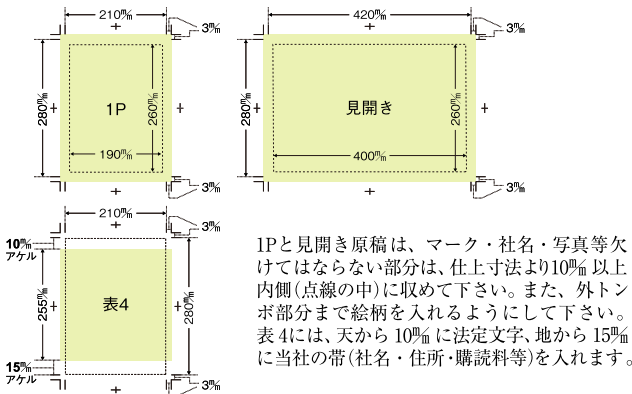 210㎜
3㎜
280㎜
1P
260㎜
190㎜
3㎜
420㎜
3㎜
280㎜
見開き
260㎜
400㎜
3㎜
210㎜
3㎜
10㎜
アケル
255㎜
表4
280㎜
15㎜
アケル
3㎜
1Pと見開き原稿は、マーク・社名・写真等欠
けてはならない部分は、仕上寸法より10㎜以上
内側（点線の中）に収めて下さい。また、外トン
ボ部分まで絵柄を入れるようにして下さい。
表4には、天から10㎜に法定文字、地から15㎜
に当社の帯（社名・住所・購読料等）を入れます。